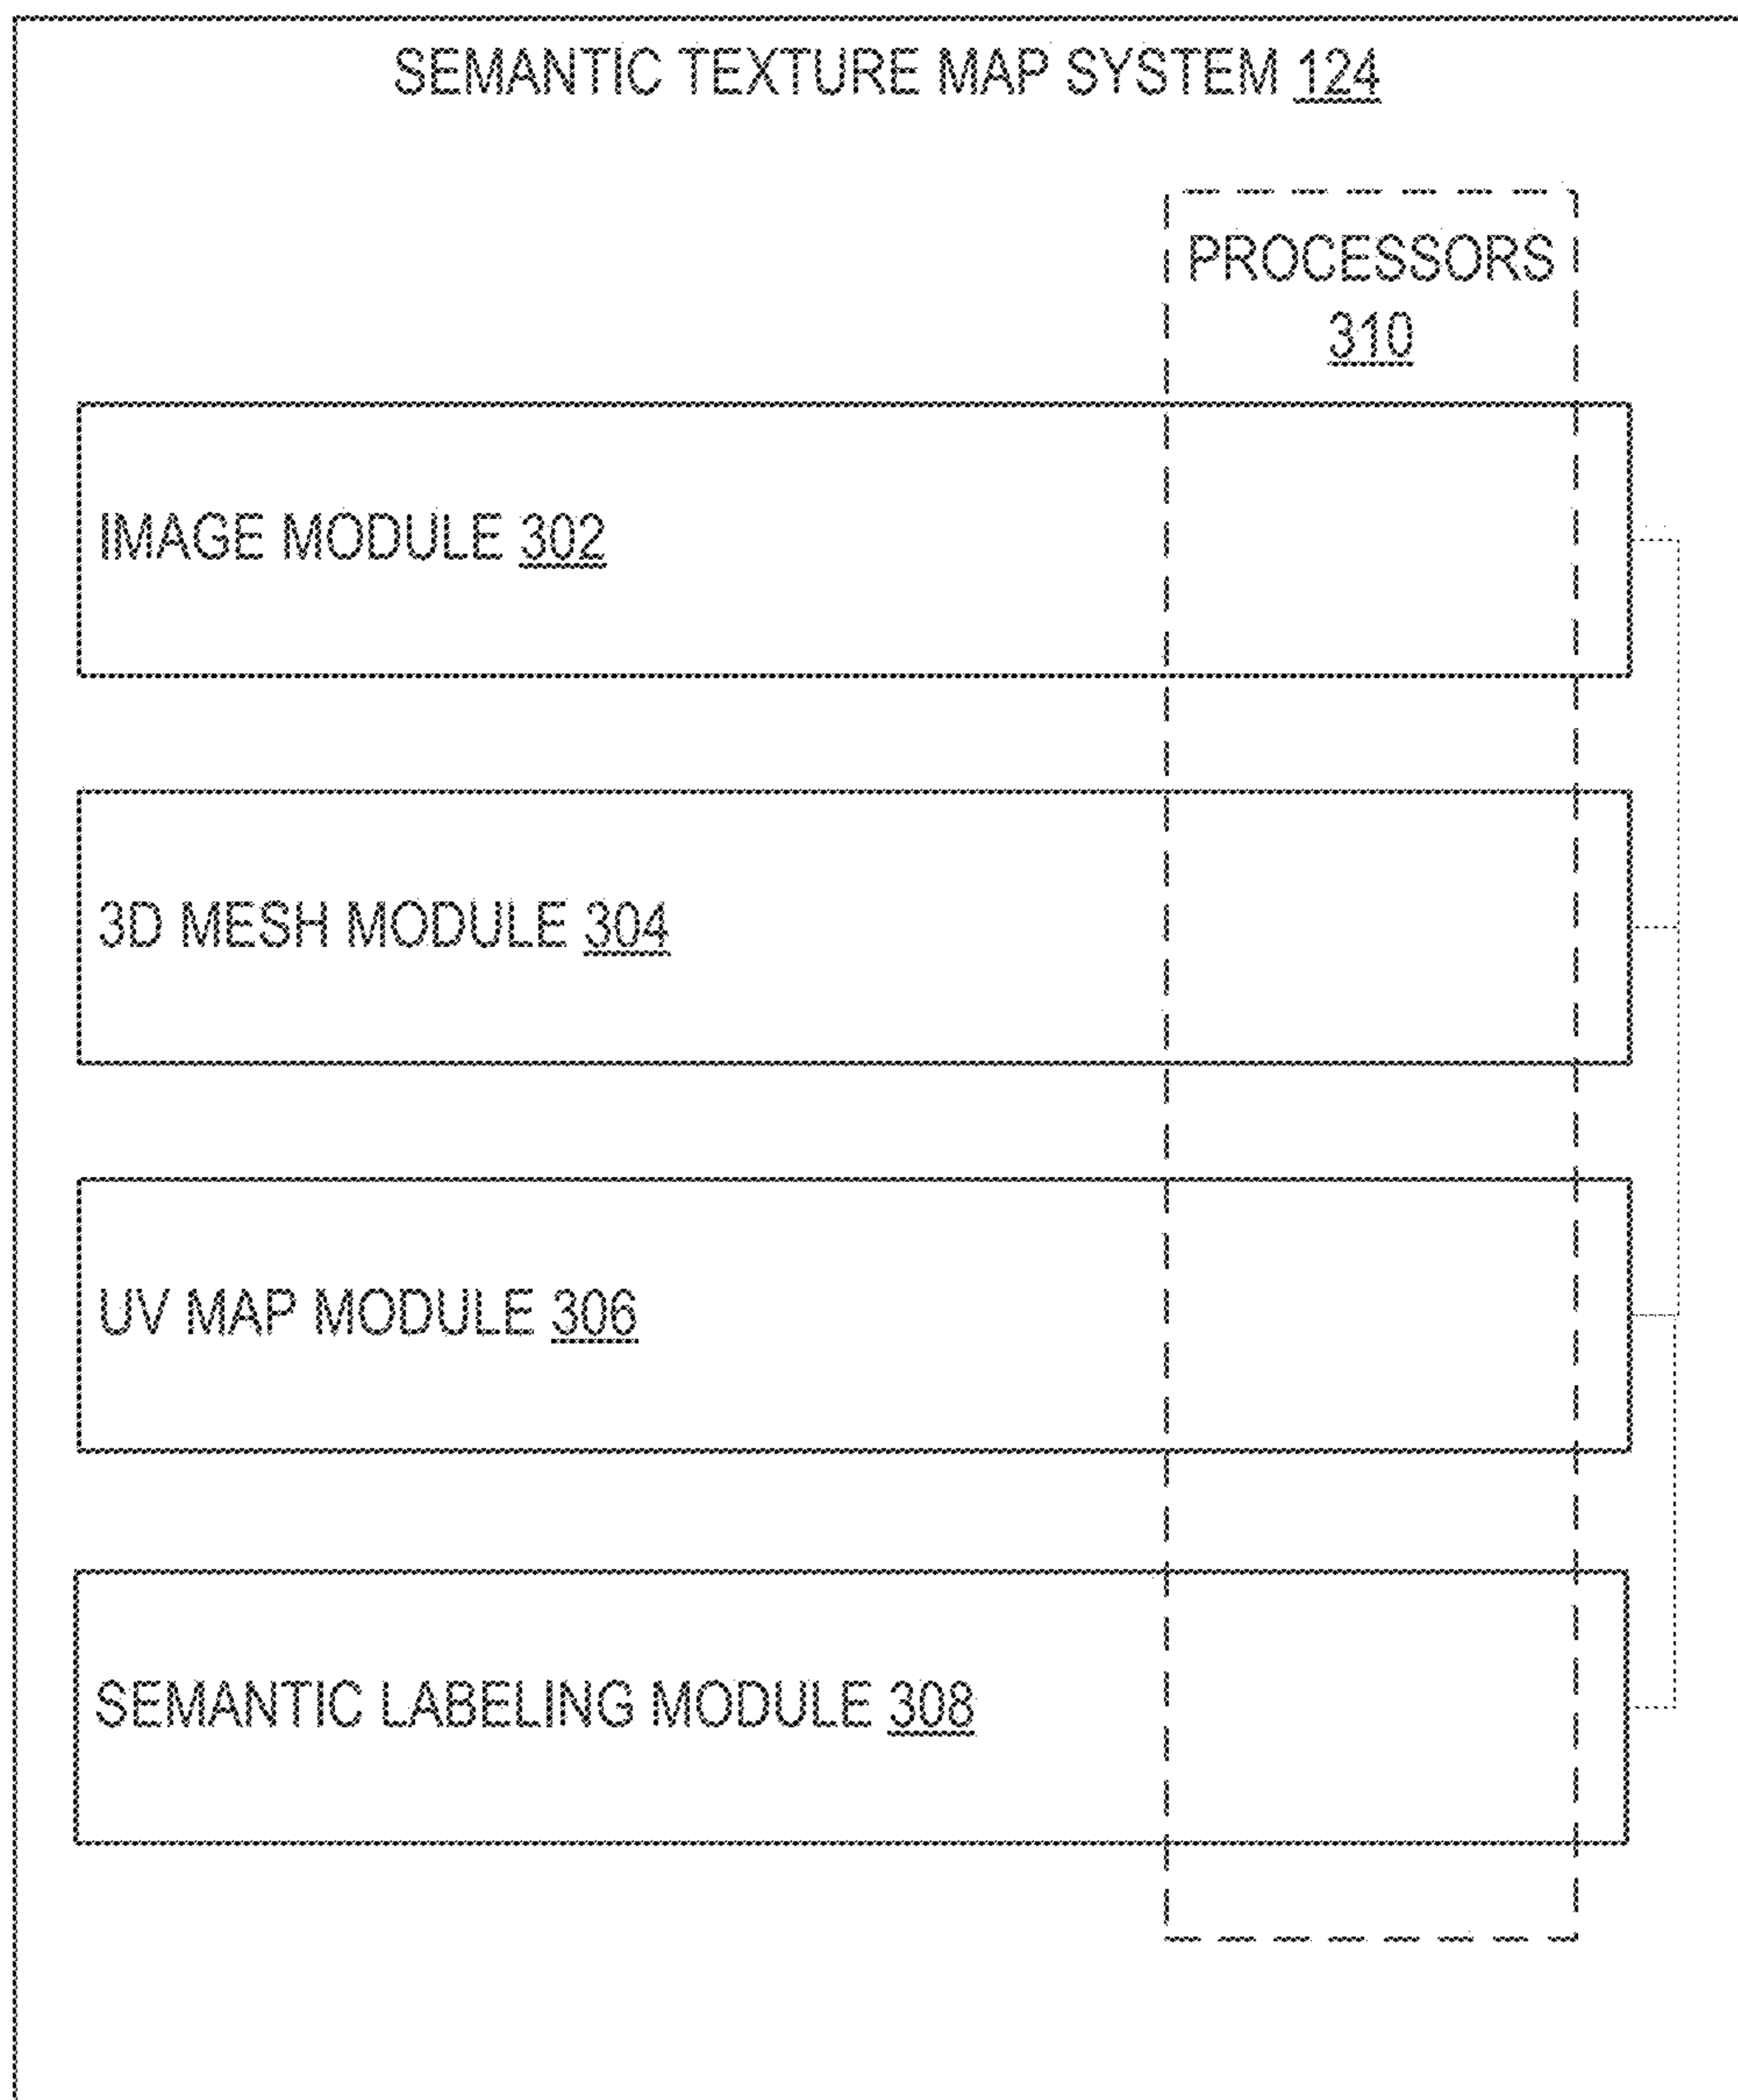 SEMANTIC TEXTURE MAP SYSTEM 124
PROCESSORS
310
IMAGE MODULE 302
3D MESH MODULE 304
UV MAP MODULE 306
SEMANTIC LABELING MODULE 308